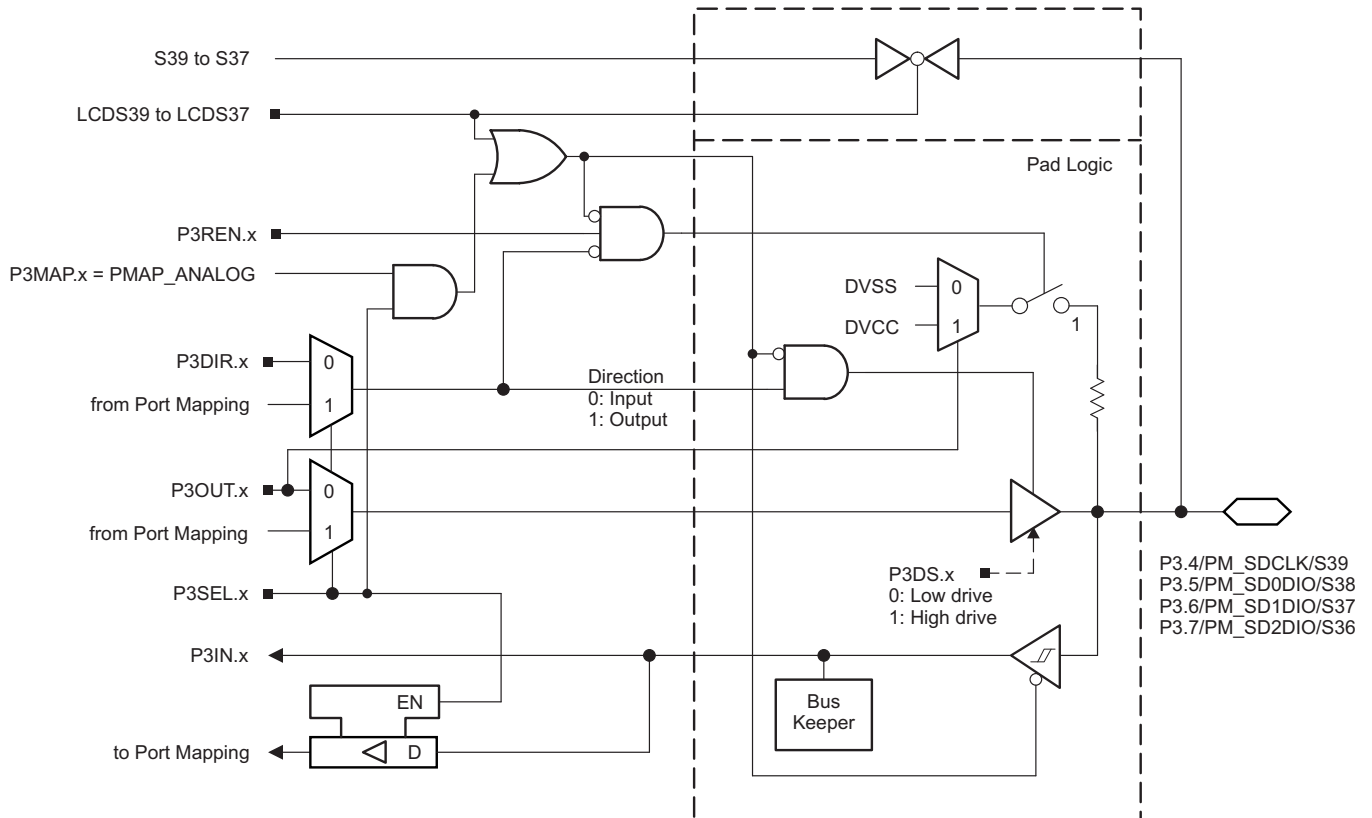 S39 to S37
LCDS39 to LCDS37
Pad Logic
P3REN.x
P3MAP.x = PMAP_ANALOG
DVSS
0
DVCC
1
1
P3DIR.x
0
from Port Mapping
1
Direction
0: Input
1: Output
P3OUT.x
0
from Port Mapping
1
P3DS.x
0: Low drive
1: High drive
P3.4/PM_SDCLK/S39
P3.5/PM_SD0DIO/S38
P3.6/PM_SD1DIO/S37
P3.7/PM_SD2DIO/S36
P3SEL.x
P3IN.x
EN
Bus
Keeper
to Port Mapping
D